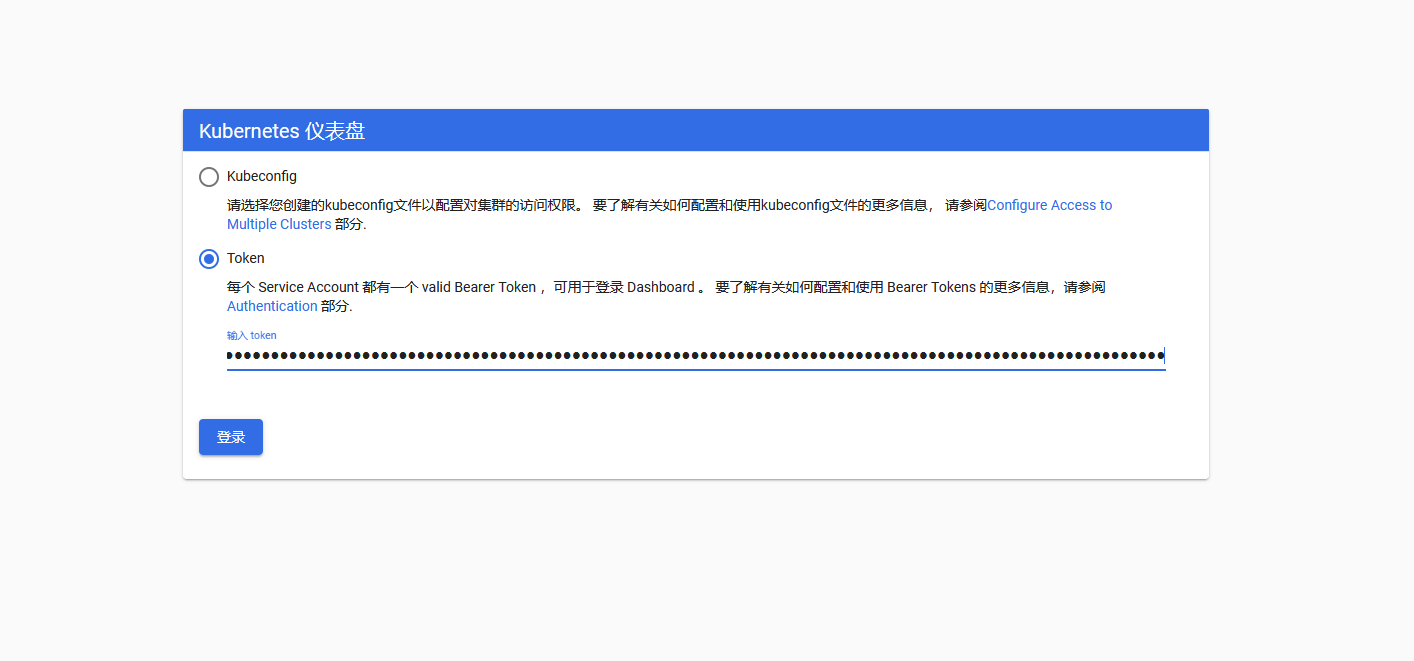 Kubernetes 仪表盘
Kubeconfig
请选择您创建的kubeconfig文件以配置对集群的访问权限。 要了解有关如何配置和使用kubeconfig文件的更多信息， 请参阅Configure Access to
Multiple Clusters 部分.
Token
每个 Service Account 都有一个 valid Bearer Token ，可用于登录 Dashboard 。 要了解有关如何配置和使用 Bearer Tokens 的更多信息，请参阅
Authentication 部分.
输入 token
登录